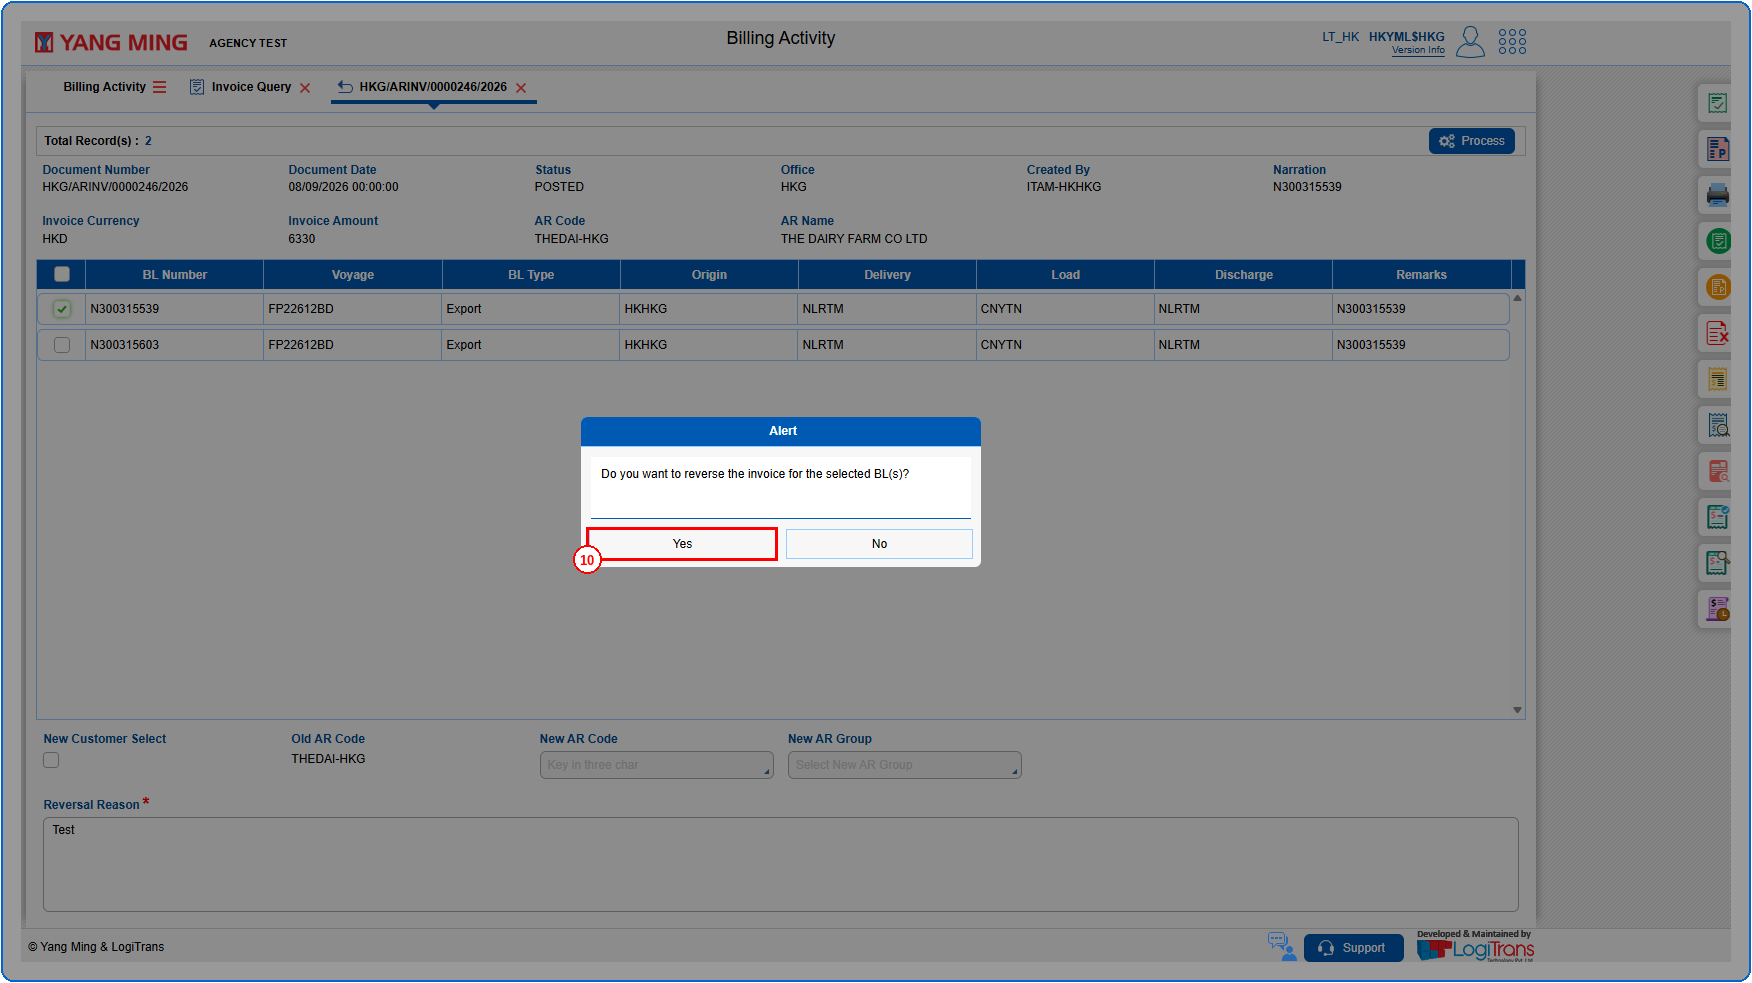 YANG MING AGENCY TEST Billing Activity LT_HK HKYML$HKG
Version Info
Billing Activity Invoice Query HKG/ARINV/0000246/2026
Total Record(s) : 2 Process
Document Number Document Date Status Office Created By Narration
HKG/ARINV/0000246/2026 08/09/2026 00:00:00 POSTED HKG ITAM-HKHKG N300315539
Invoice Currency Invoice Amount AR Code AR Name
HKD 6330 THEDAI-HKG THE DAIRY FARM CO LTD
BL Number Voyage BL Type Origin Delivery Load Discharge Remarks
N300315539 FP22612BD Export HKHKG NLRTM CNYTN NLRTM N300315539
N300315603 FP22612BD Export HKHKG NLRTM CNYTN NLRTM N300315539
Alert
Do you want to reverse the invoice for the selected BL(s)?
Yes No
10
New Customer Select Old AR Code New AR Code New AR Group
THEDAI-HKG Key in three char Select New AR Group
Reversal Reason *
Test
© Yang Ming & LogiTrans Support Developed & Maintained by
LogiTrans
Technology Pvt. Ltd.